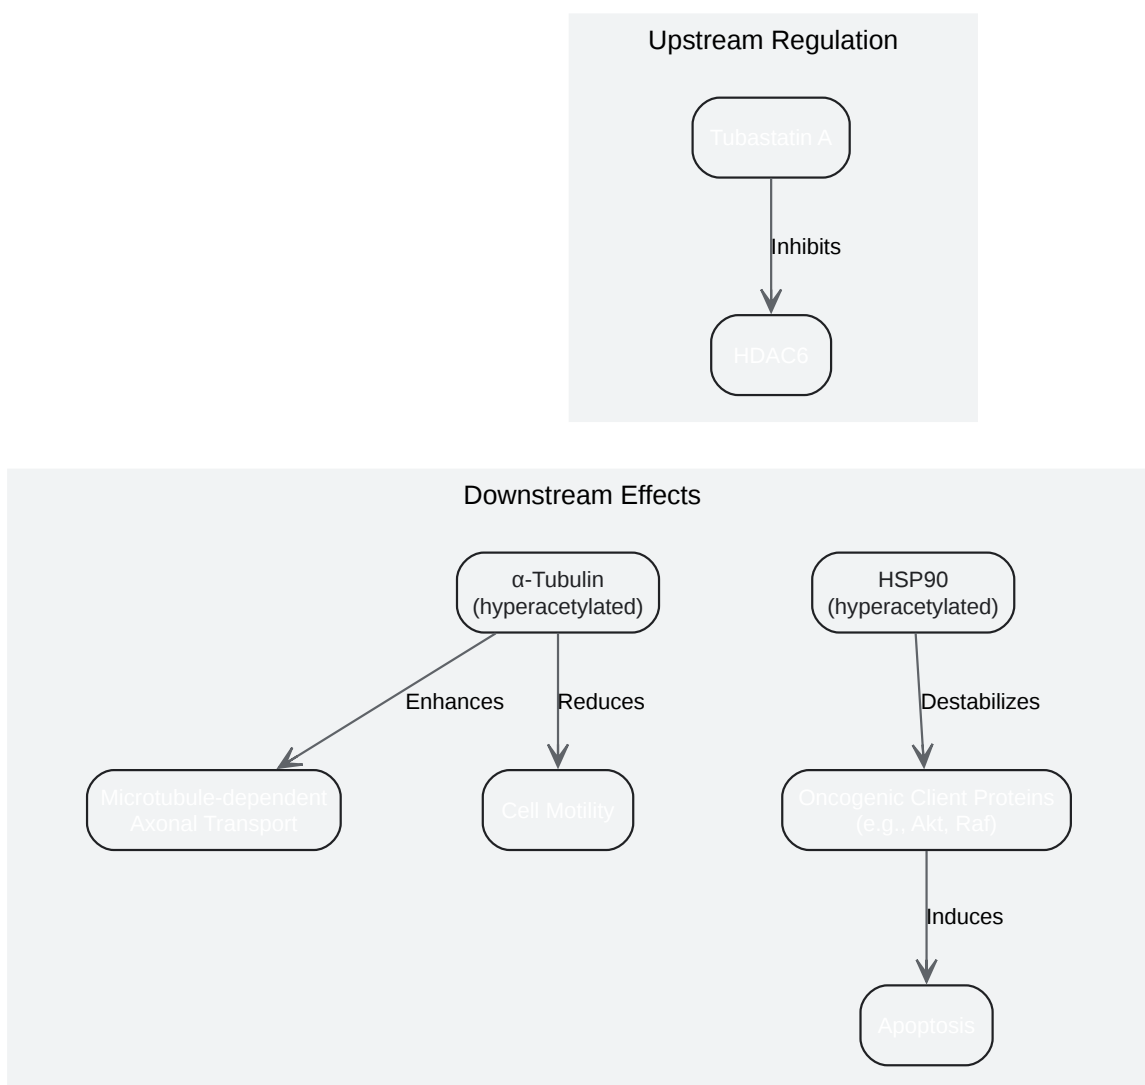 Upstream Regulation
Tubastatin A
Inhibits
HDAC6
Downstream Effects
α-Tubulin
(hyperacetylated)
HSP90
(hyperacetylated)
Enhances
Reduces
Destabilizes
Microtubule-dependent
Axonal Transport
Cell Motility
Oncogenic Client Proteins
(e.g., Akt, Raf)
Induces
Apoptosis